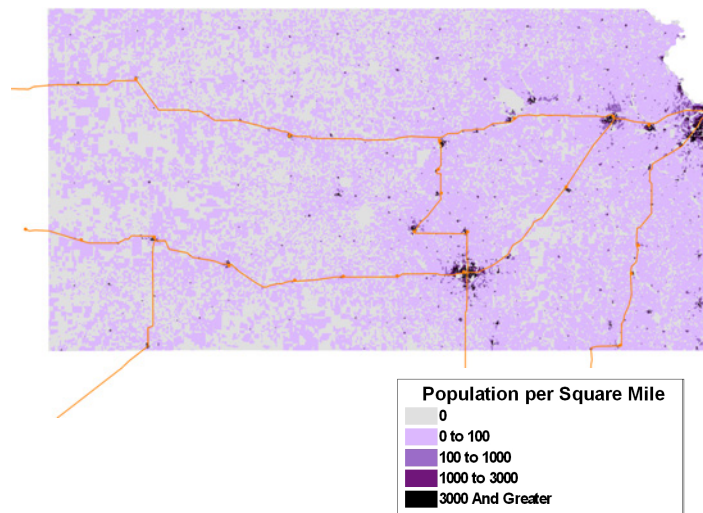 Population per Square Mile
0
0 to 100
100 to 1000
1000 to 3000
3000 And Greater